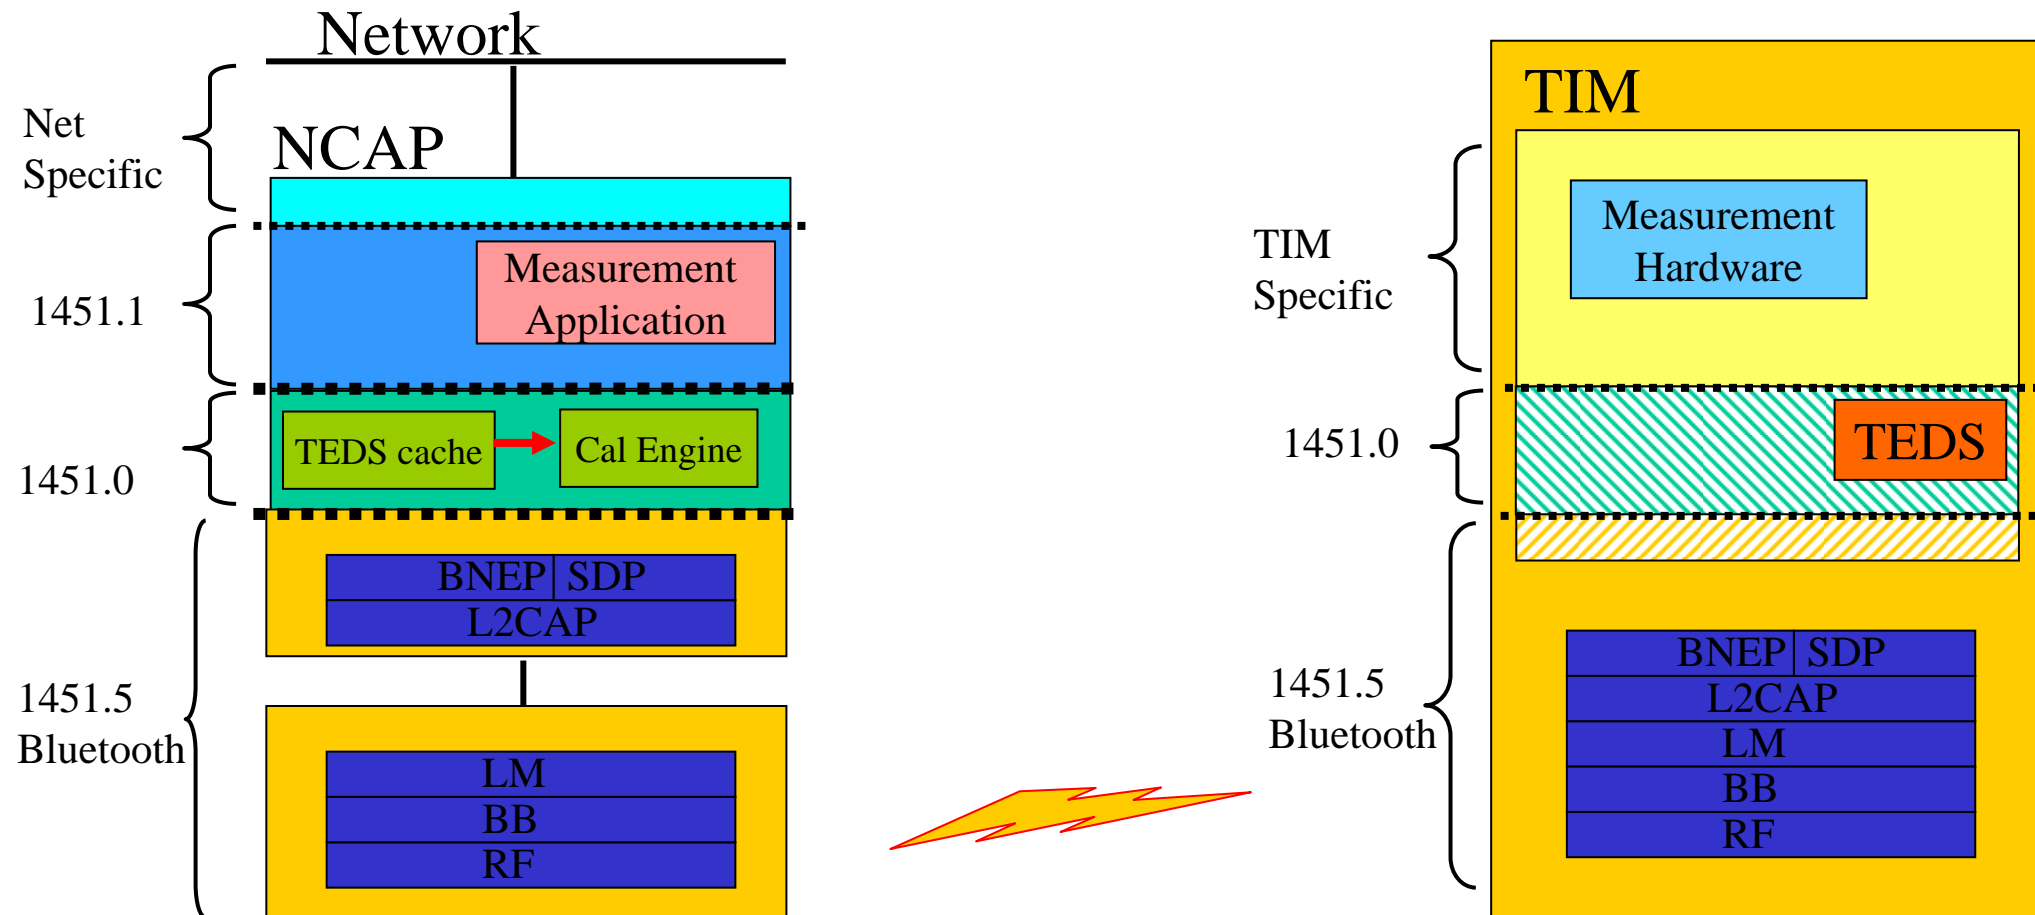 Network
Net
Specific
NCAP
1451.1
Measurement
Application
1451.0
TEDS cache
Cal Engine
1451.5
Bluetooth
BNEP SDP
L2CAP
LM
BB
RF
TIM
TIM
Specific
Measurement
Hardware
1451.0
TEDS
1451.5
Bluetooth
BNEP SDP
L2CAP
LM
BB
RF